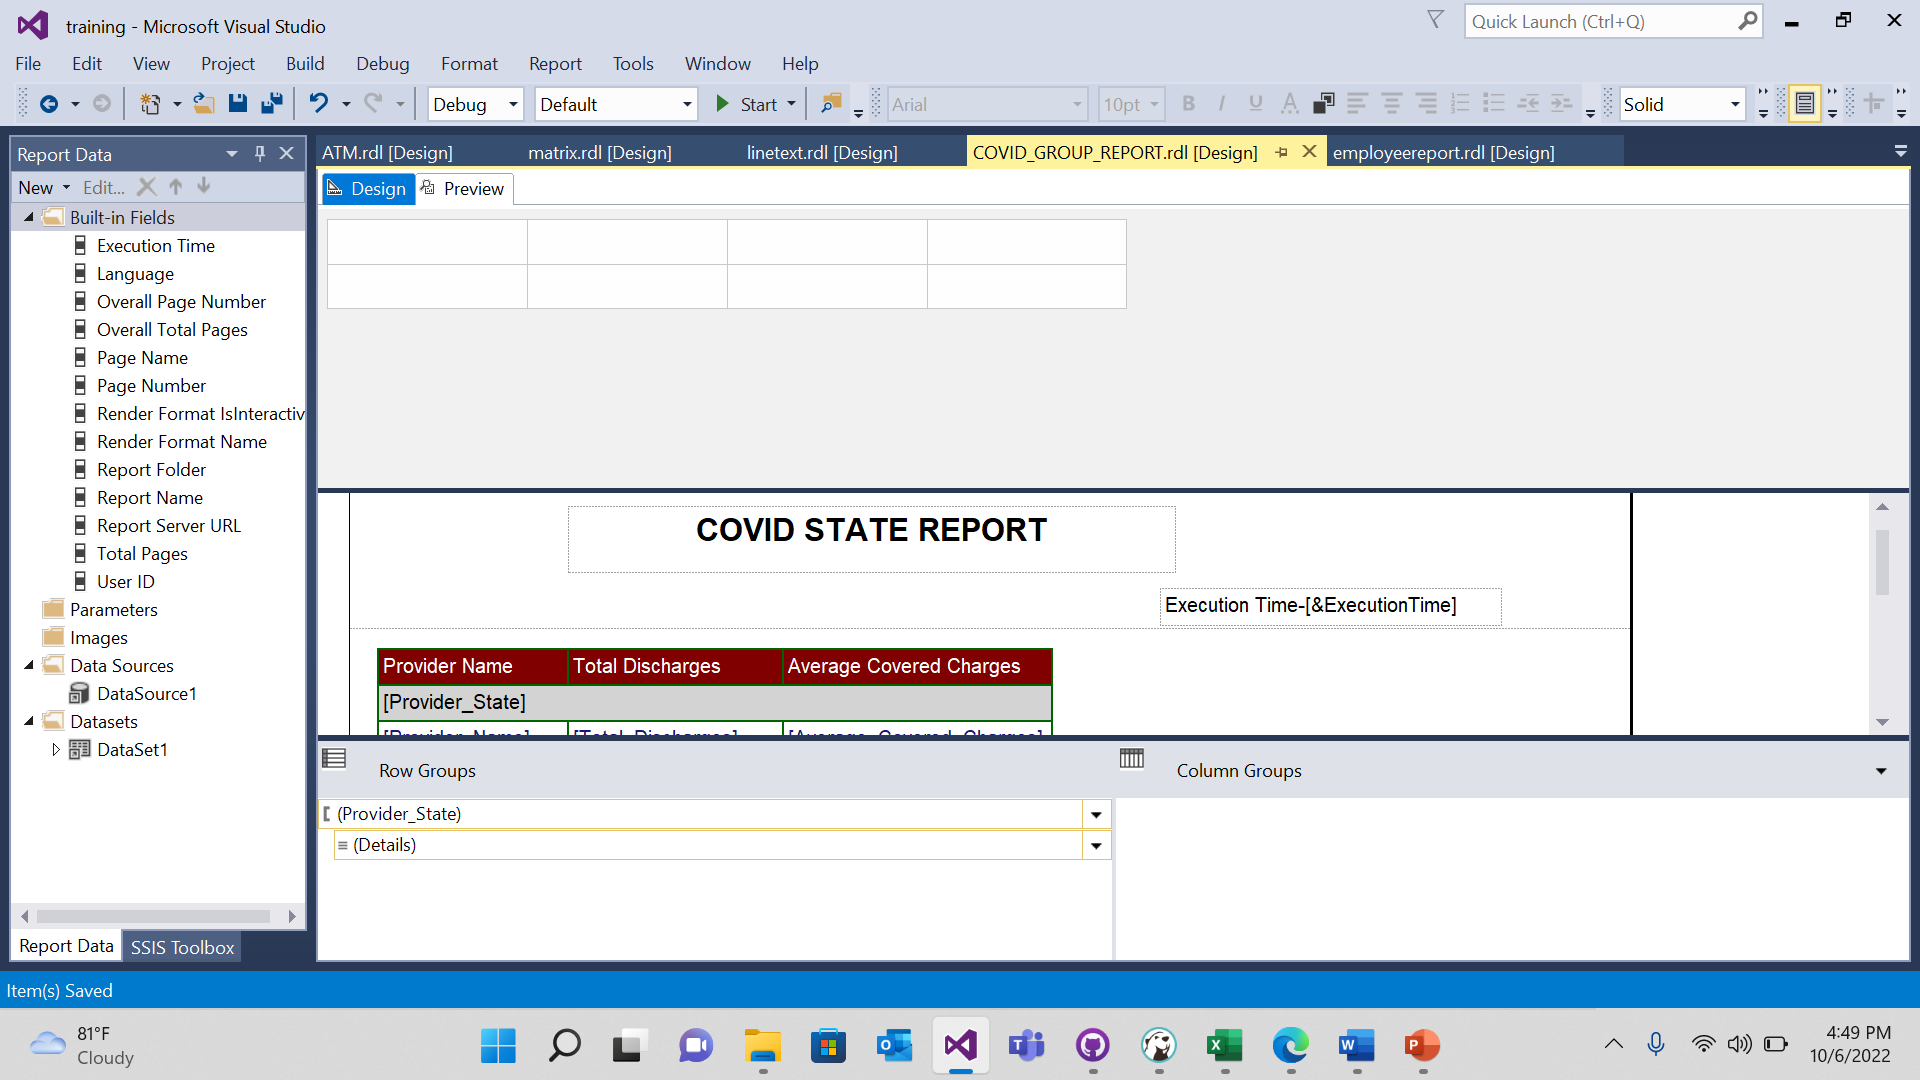 training - Microsoft Visual Studio
Quick Launch (Ctrl+Q)
File Edit View Project Build Debug Format Report Tools Window Help
Debug Default Start Arial 10pt B I U A Solid
Report Data
ATM.rdl [Design] matrix.rdl [Design] linetext.rdl [Design] COVID_GROUP_REPORT.rdl [Design] employeereport.rdl [Design]
New Edit...
Design Preview
Built-in Fields
Execution Time
Language
Overall Page Number
Overall Total Pages
Page Name
Page Number
Render Format IsInteractiv
Render Format Name
Report Folder
Report Name
Report Server URL
Total Pages
User ID
Parameters
Images
Data Sources
DataSource1
Datasets
DataSet1
Report Data SSIS Toolbox
COVID STATE REPORT
Execution Time-[&ExecutionTime]
Provider Name Total Discharges Average Covered Charges
[Provider_State]
[Provider_Name] [Total_Discharges] [Average_Covered_Charges]
Row Groups Column Groups
(Provider_State)
(Details)
Item(s) Saved
81°F
Cloudy
4:49 PM
10/6/2022